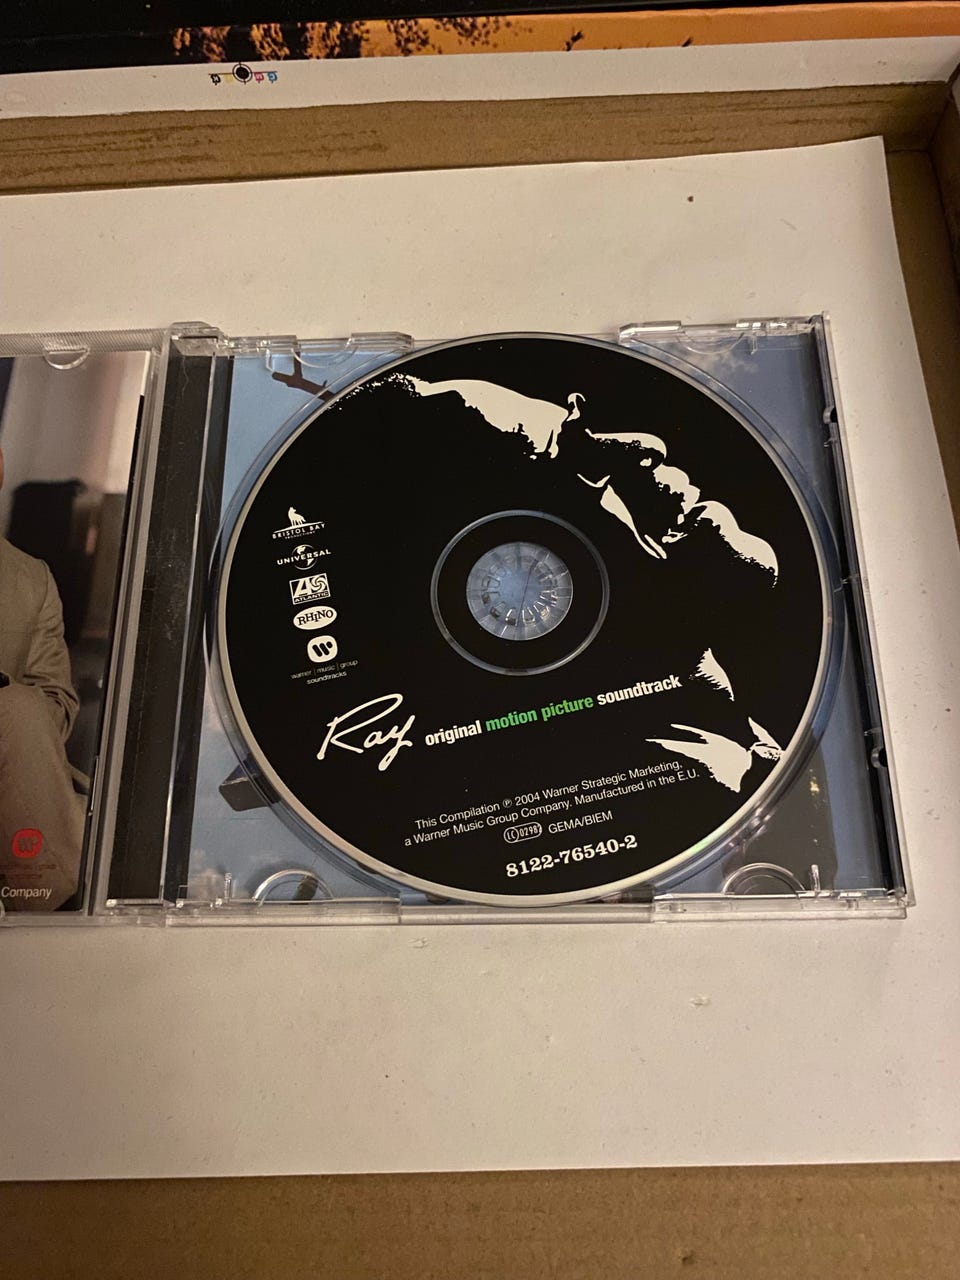 BRISTOL BAY
PRODUCTIONS
UNIVERSAL
ATLANTIC
RHINO
warner | music | group
soundtracks
Ray original motion picture soundtrack
This Compilation ℗ 2004 Warner Strategic Marketing,
a Warner Music Group Company. Manufactured in the E.U.
LC 0298 GEMA/BIEM
8122-76540-2
Company